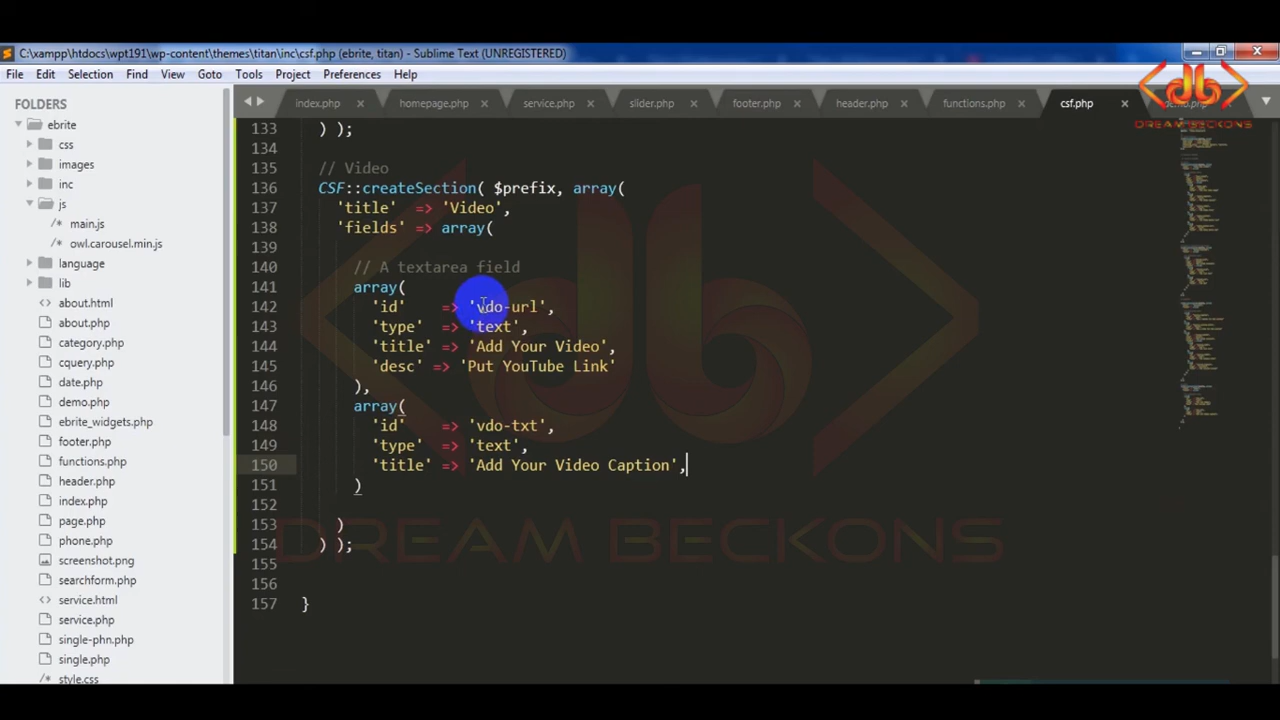 C:\xampp\htdocs\wpt191\wp-content\themes\titan\inc\csf.php (ebrite, titan) - Sublime Text (UNREGISTERED)
File Edit Selection Find View Goto Tools Project Preferences Help
FOLDERS
ebrite
css
images
inc
js
/* main.js
/* owl.carousel.min.js
language
lib
<> about.html
about.php
category.php
cquery.php
date.php
demo.php
ebrite_widgets.php
footer.php
functions.php
header.php
index.php
page.php
phone.php
screenshot.png
searchform.php
<> service.html
service.php
single-phn.php
single.php
/* style.css
index.php homepage.php service.php slider.php footer.php header.php functions.php csf.php demo.php
DREAM BECKONS
133 ) );
134
135 // Video
136 CSF::createSection( $prefix, array(
137 'title' => 'Video',
138 'fields' => array(
139
140 // A textarea field
141 array(
142 'id' => 'vdo-url',
143 'type' => 'text',
144 'title' => 'Add Your Video',
145 'desc' => 'Put YouTube Link'
146 ),
147 array(
148 'id' => 'vdo-txt',
149 'type' => 'text',
150 'title' => 'Add Your Video Caption',
151 )
152
153 )
154 ) );
155
156
157 }
DREAM BECKONS